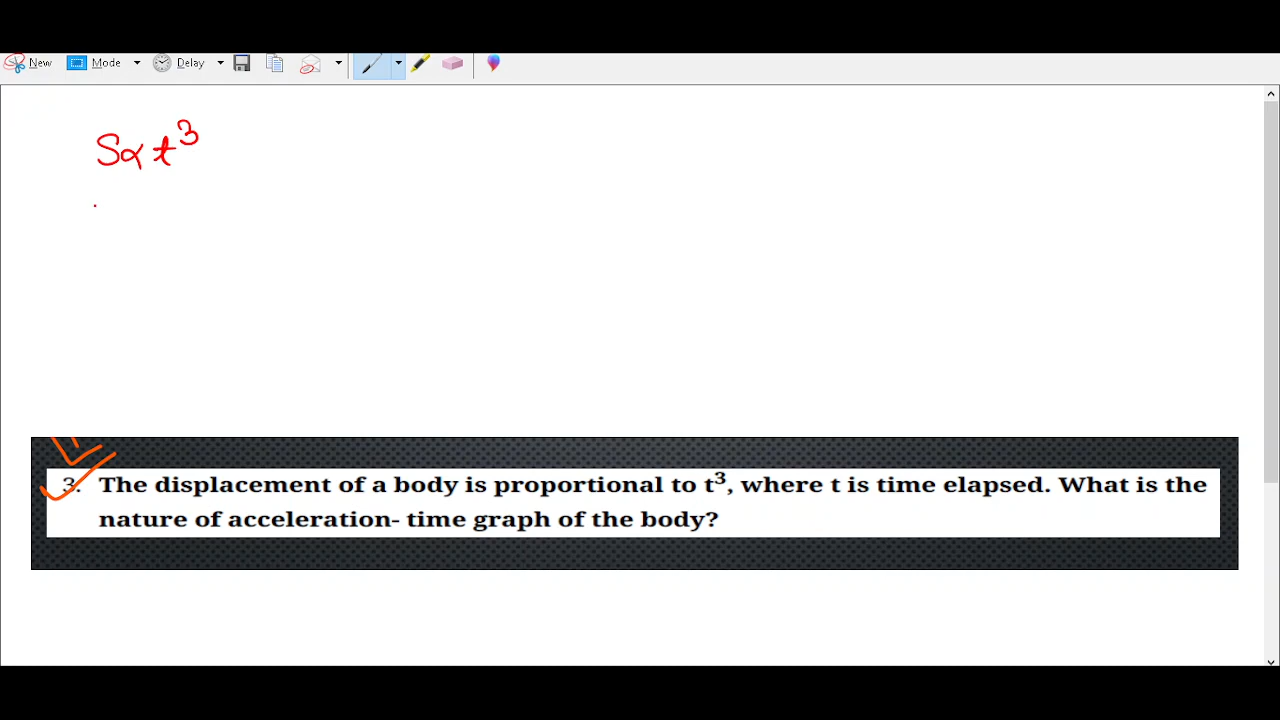 New Mode Delay
S∝ t³
3. The displacement of a body is proportional to t³, where t is time elapsed. What is the
nature of acceleration- time graph of the body?